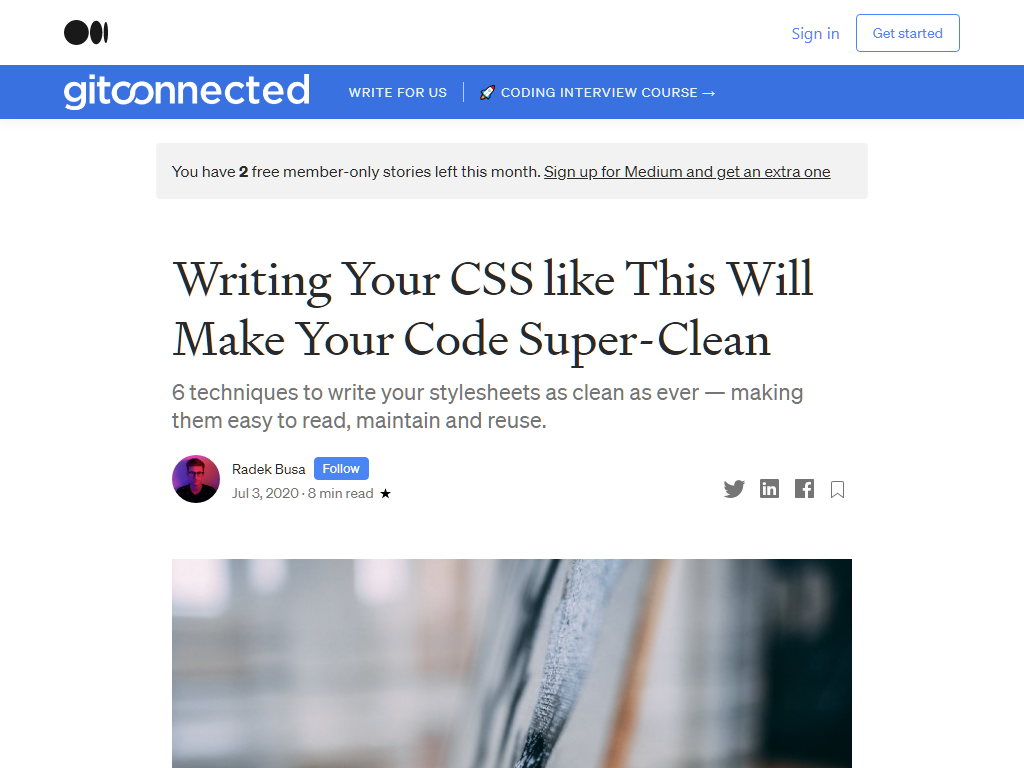 Sign in
Get started
gitconnected
WRITE FOR US
CODING INTERVIEW COURSE →
You have 2 free member-only stories left this month. Sign up for Medium and get an extra one
Writing Your CSS like This Will
Make Your Code Super-Clean
6 techniques to write your stylesheets as clean as ever — making
them easy to read, maintain and reuse.
Radek Busa
Follow
Jul 3, 2020 · 8 min read ★